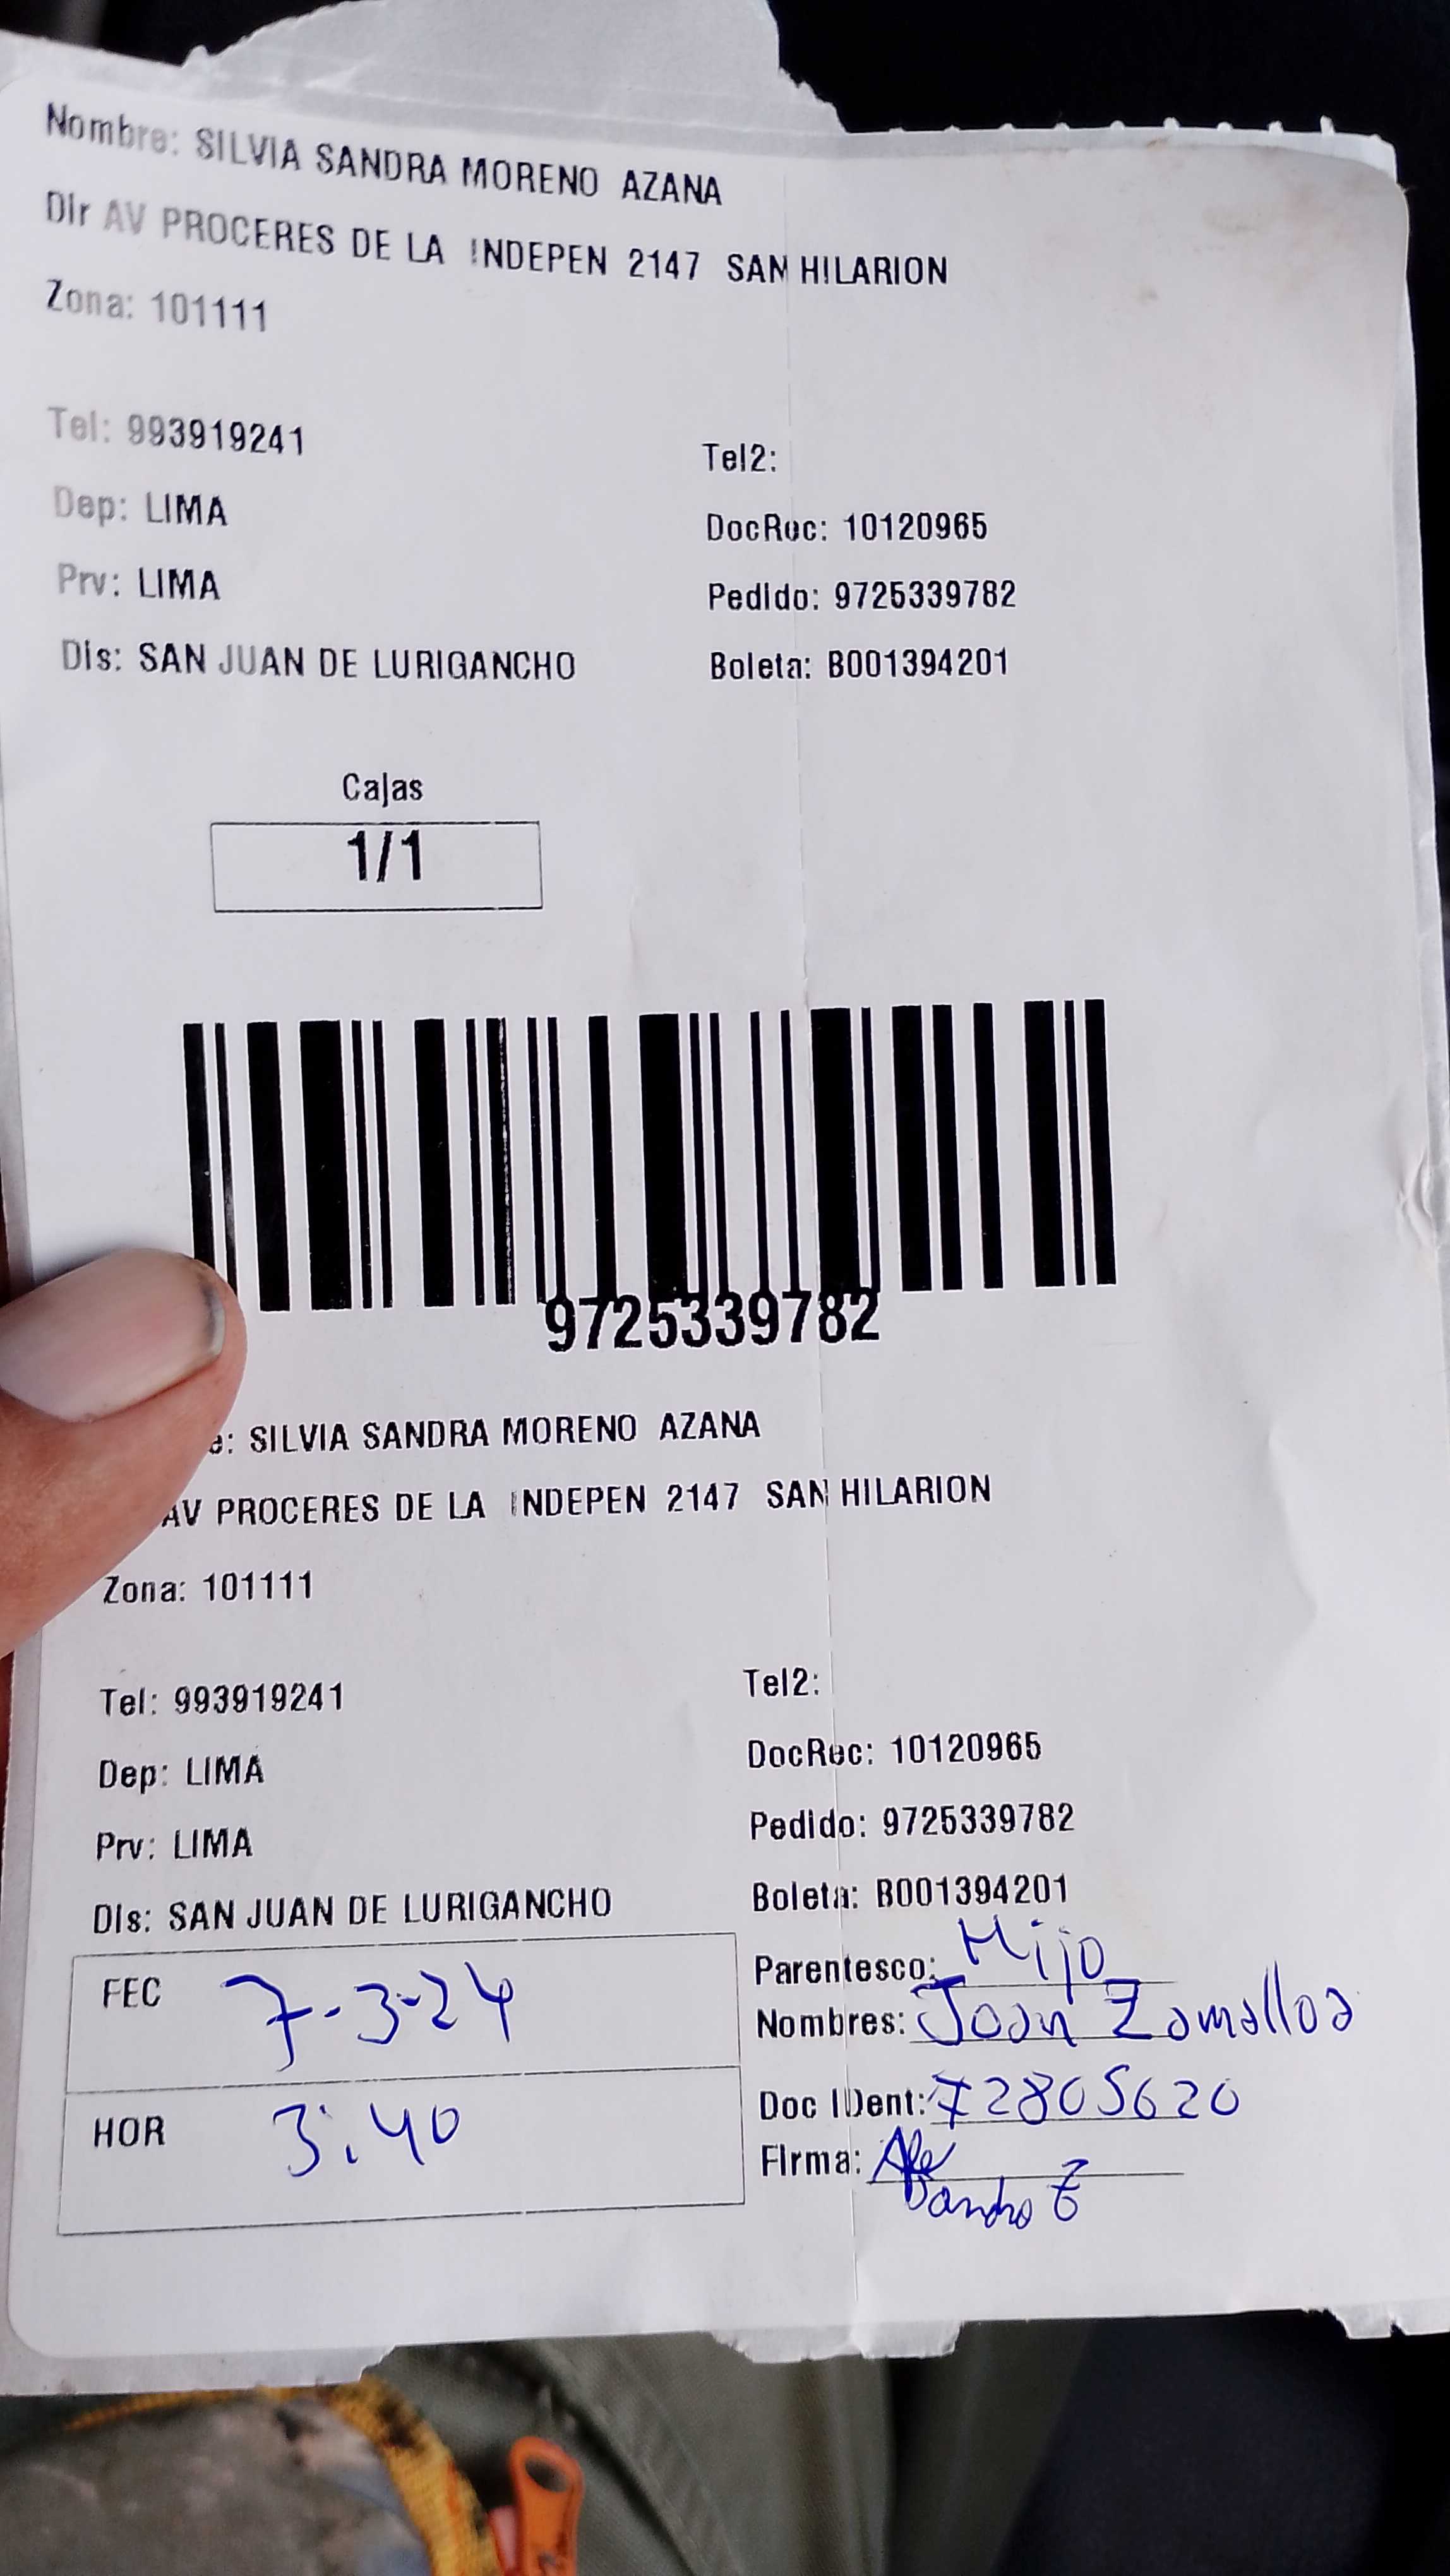 Nombre: SILVIA SANDRA MORENO AZANA
Dir AV PROCERES DE LA INDEPEN 2147 SAN HILARION
Zona: 101111
Tel: 993919241
Tel2:
Dep: LIMA
DocRec: 10120965
Prv: LIMA
Pedido: 9725339782
Dis: SAN JUAN DE LURIGANCHO
Boleta: B001394201
Cajas
1/1
9725339782
e: SILVIA SANDRA MORENO AZANA
AV PROCERES DE LA INDEPEN 2147 SAN HILARION
Zona: 101111
Tel: 993919241
Tel2:
Dep: LIMA
DocRec: 10120965
Prv: LIMA
Pedido: 9725339782
Dis: SAN JUAN DE LURIGANCHO
Boleta: B001394201
FEC 7-3-24
Parentesco: Hijo
Nombres: Joan Zamalloa
HOR 3:40
Doc IDent: 72805620
Firma: